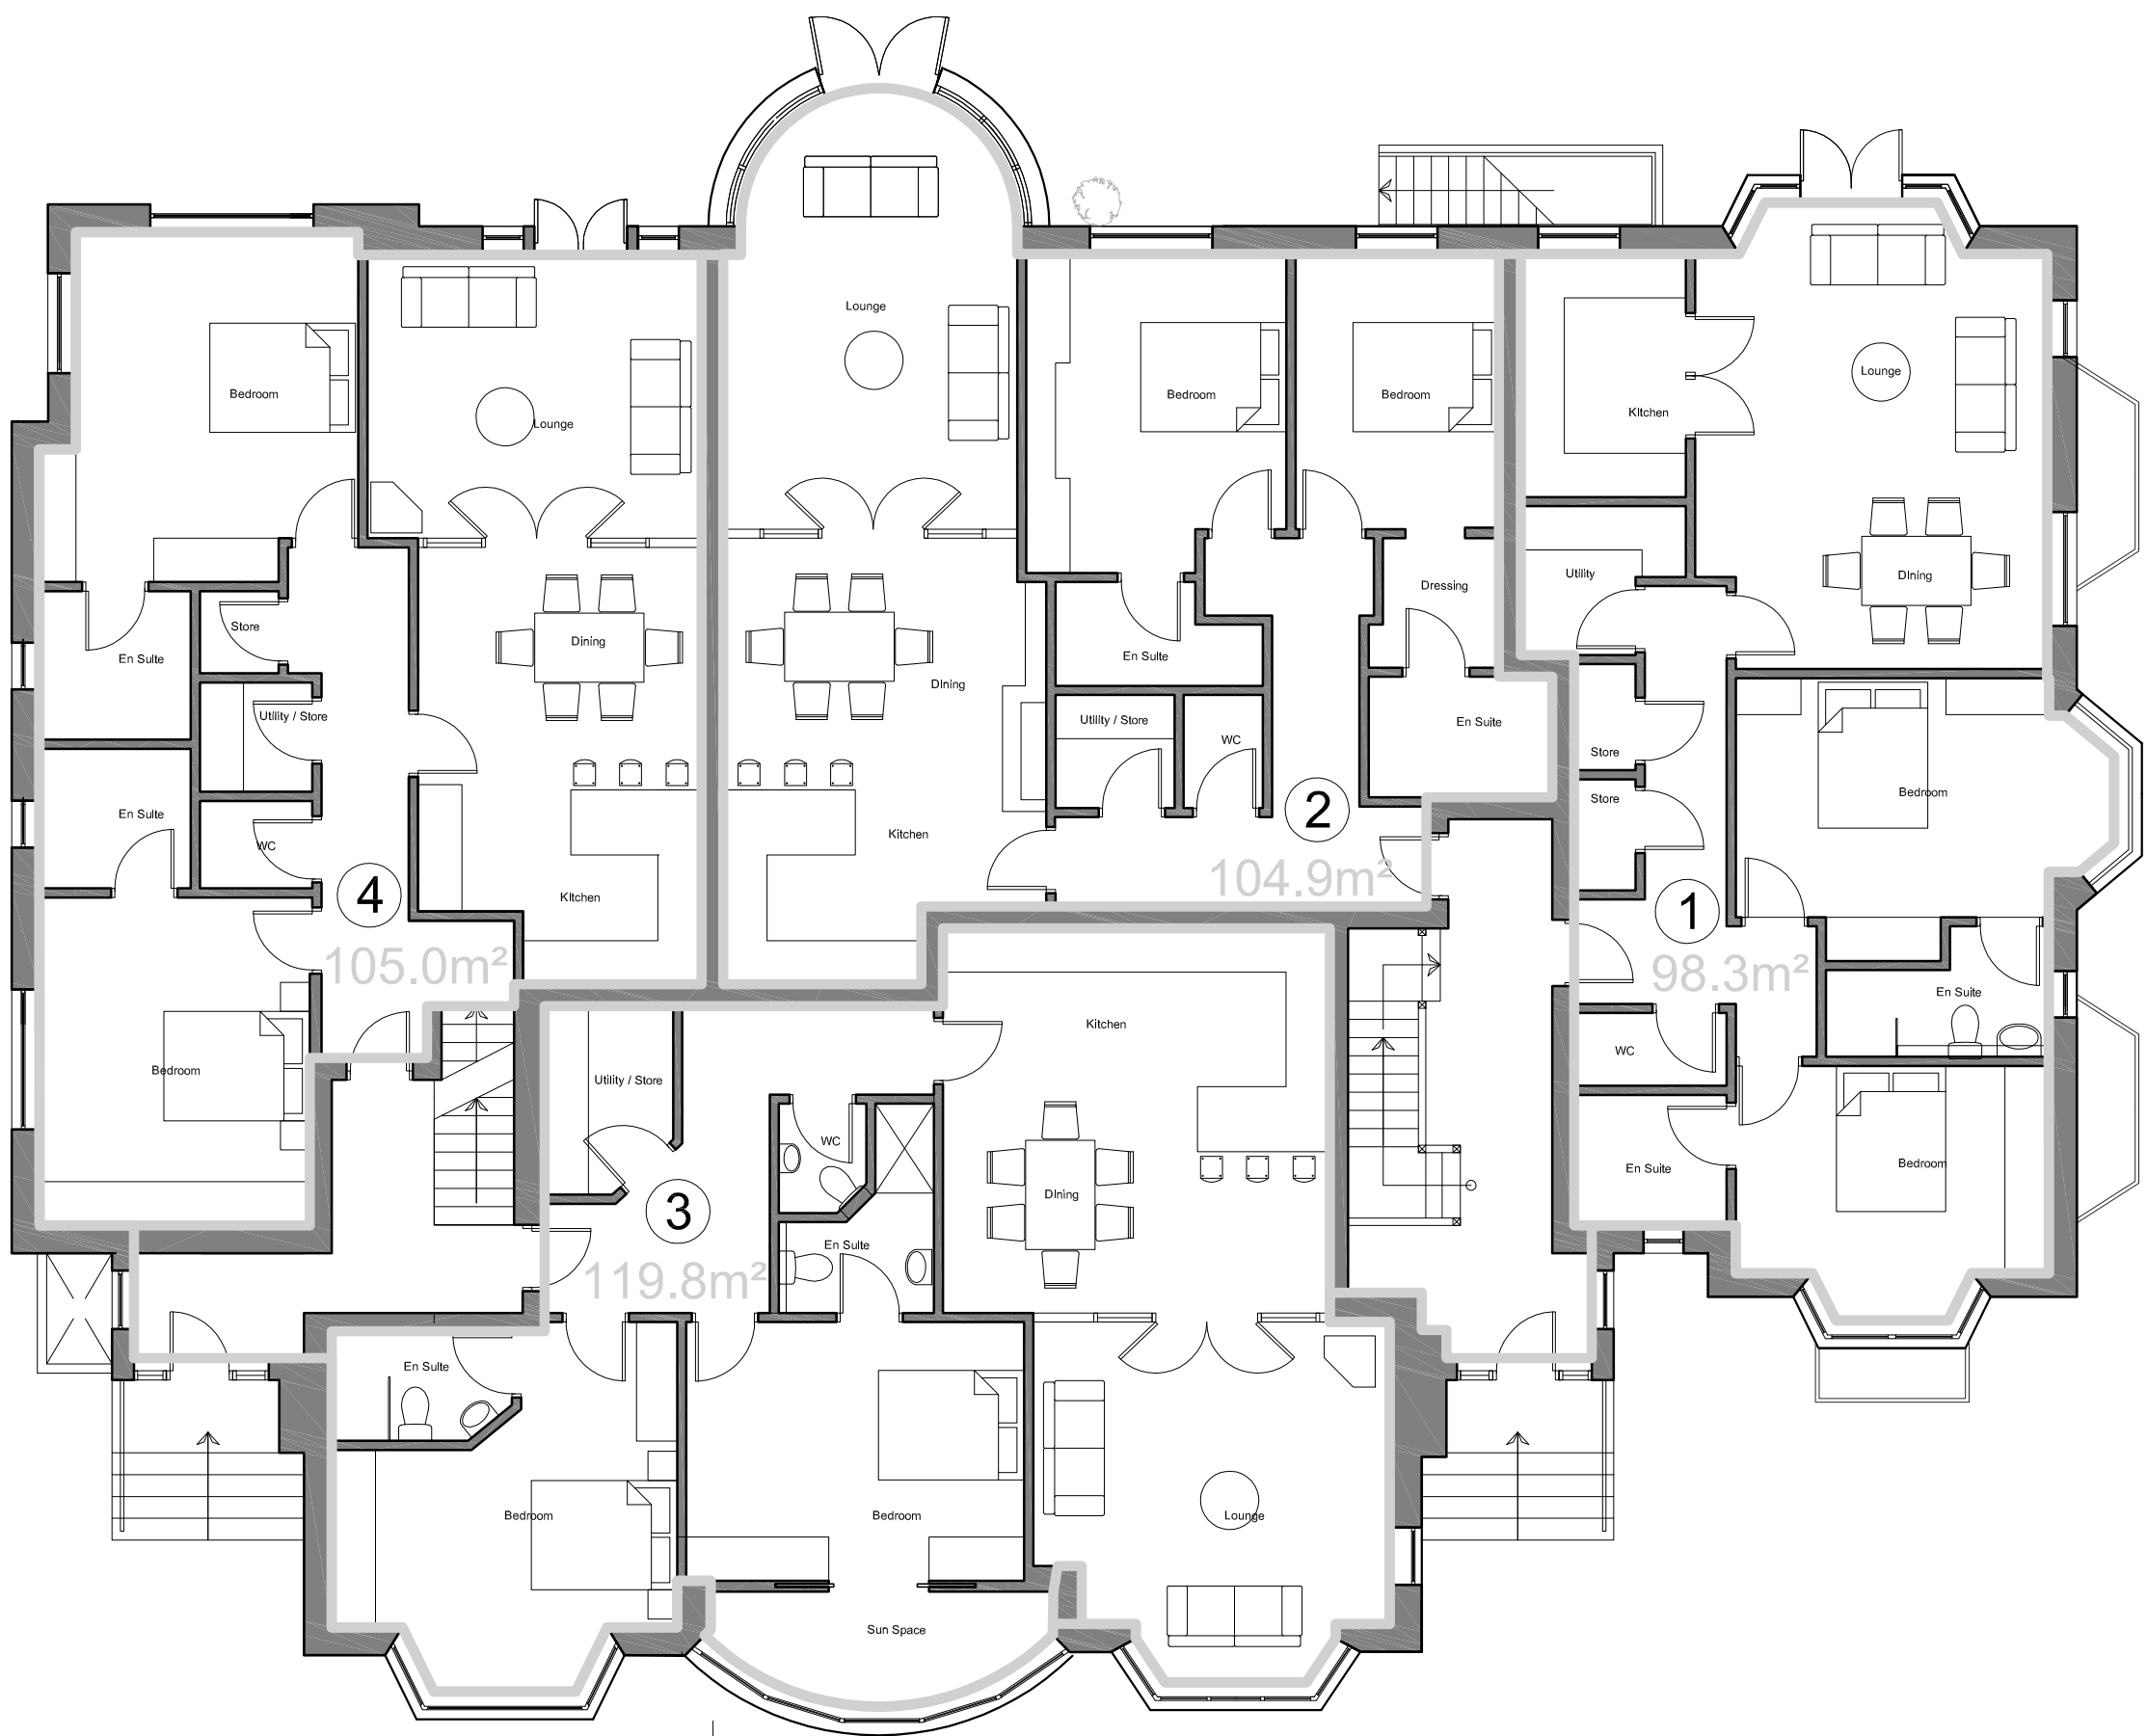 Lounge
Bedroom
Lounge
Bedroom
Bedroom
KItchen
Lounge
Store
Dining
En Suite
DIning
En Suite
Dressing
Utility
DIning
Utility / Store
Utility / Store
WC
En Suite
Store
Store
Bedroom
En Suite
WC
KItchen
Kitchen
2
104.9m²
4
105.0m²
1
98.3m²
En Suite
WC
Bedroom
Utility / Store
Kitchen
WC
DIning
En Suite
Bedroom
3
119.8m²
En Suite
En Suite
Bedroom
Bedroom
Lounge
Sun Space